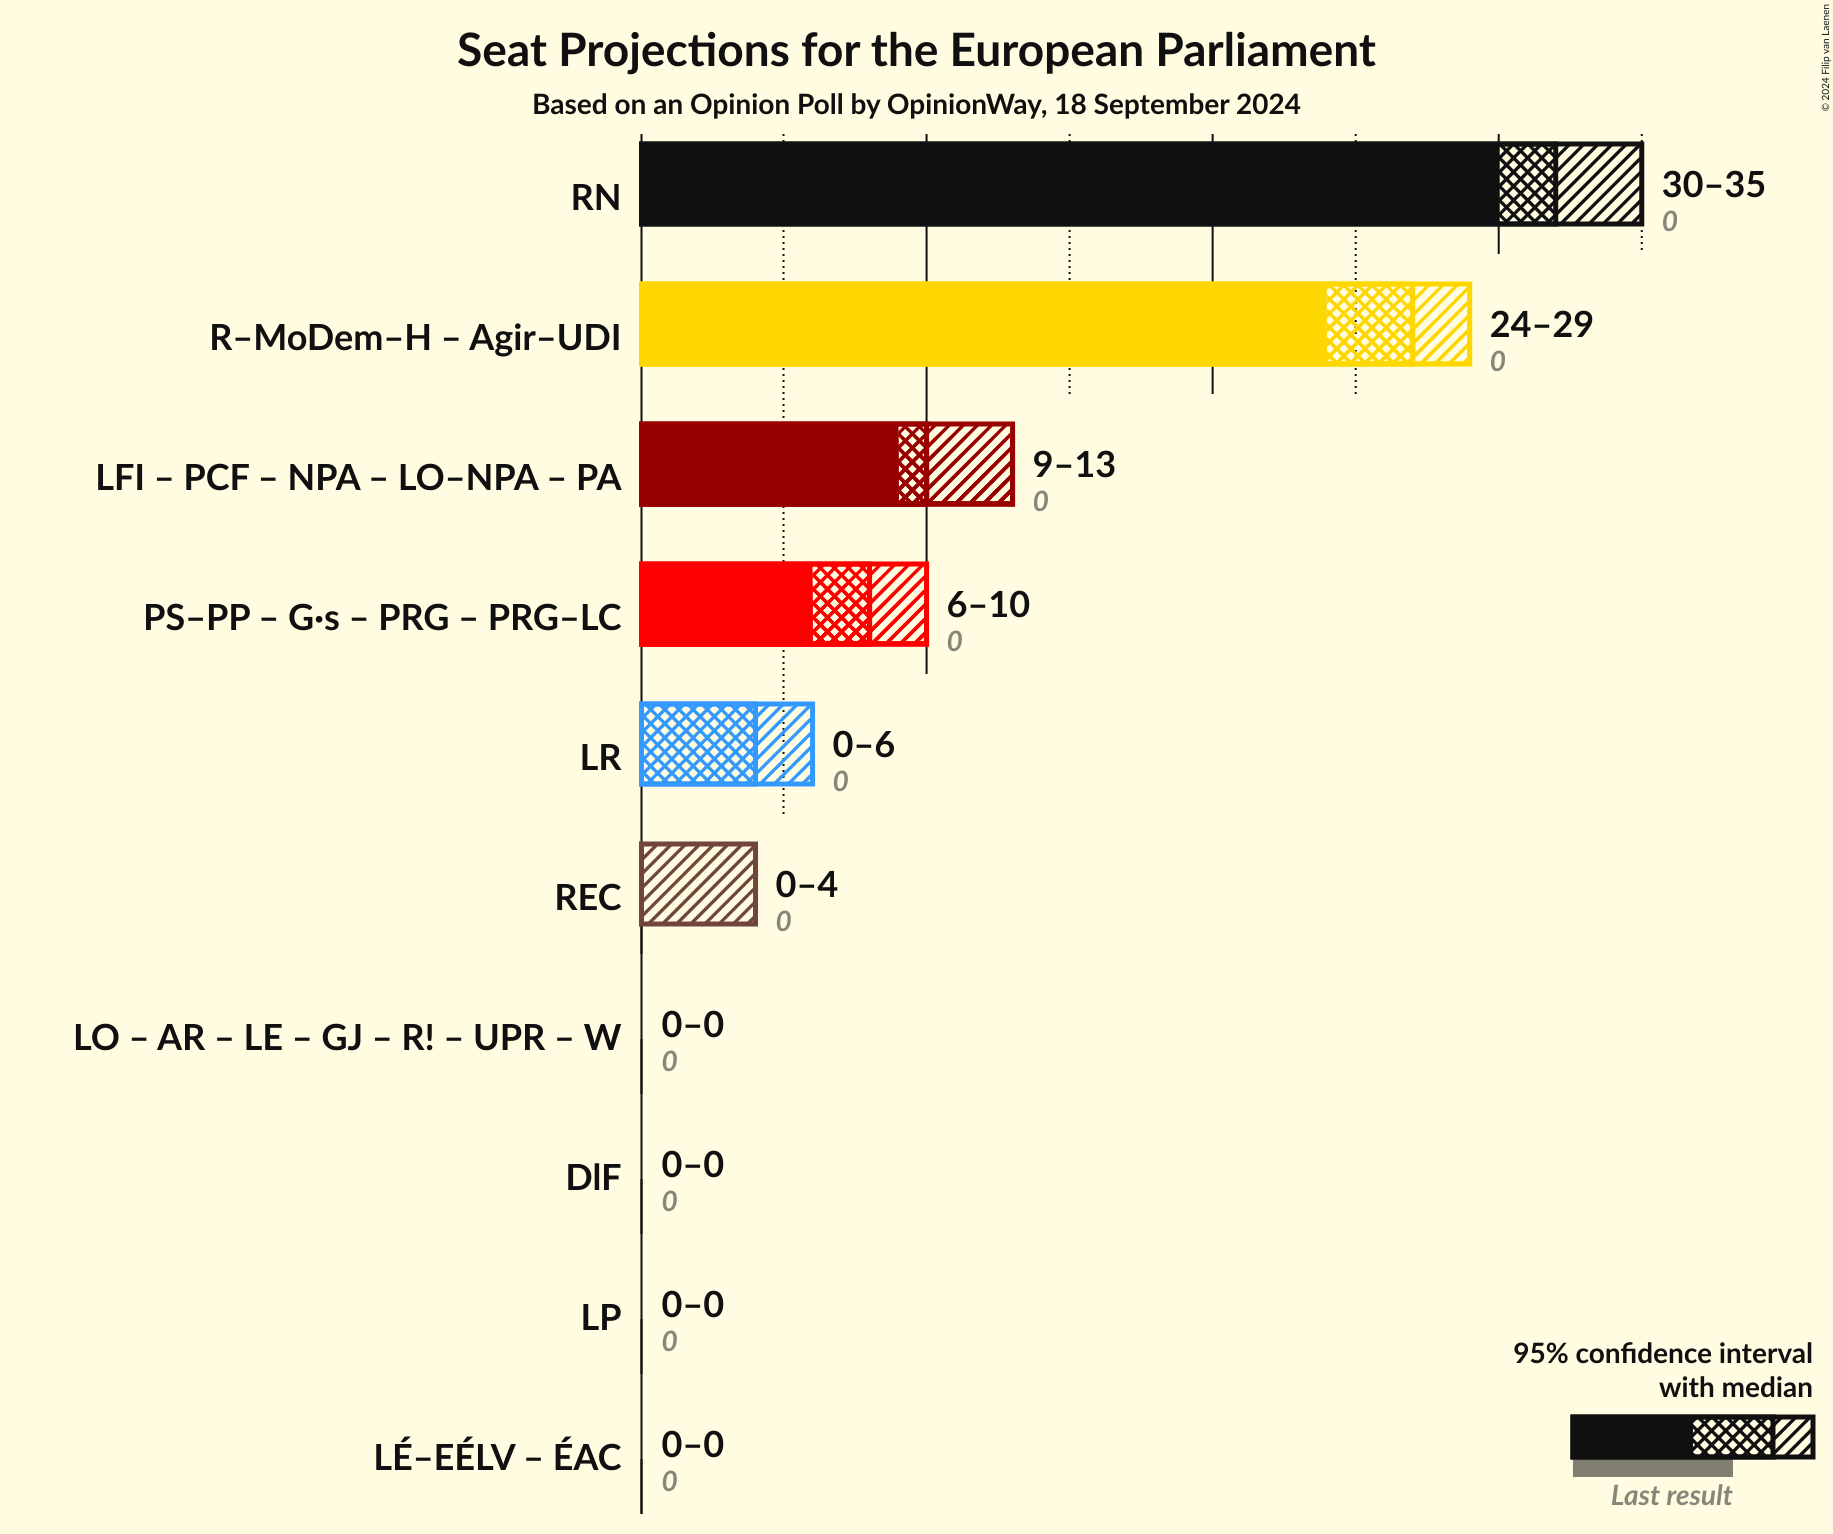 Seat Projections for the European Parliament
Based on an Opinion Poll by OpinionWay, 18 September 2024
© 2024 Filip van Laenen
RN
30–35
0
R–MoDem–H – Agir–UDI
24–29
0
LFI – PCF – NPA – LO–NPA – PA
9–13
0
PS–PP – G·s – PRG – PRG–LC
6–10
0
LR
0–6
0
REC
0–4
0
LO – AR – LE – GJ – R! – UPR – W
0–0
0
DIF
0–0
0
LP
0–0
0
LÉ–EÉLV – ÉAC
0–0
0
95% confidence interval
with median
Last result